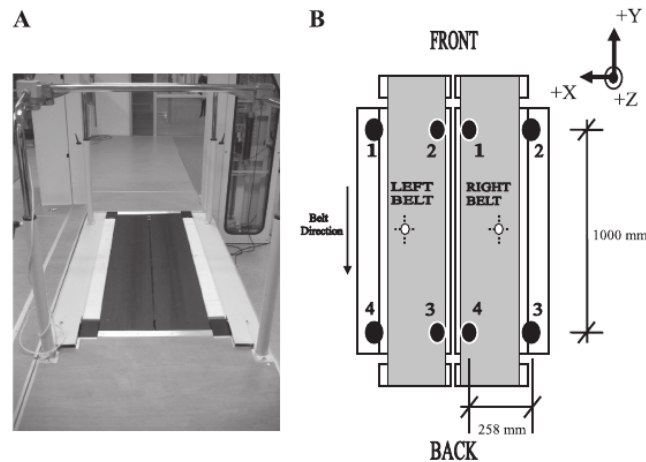 A
B
FRONT
+Y
+X
+Z
1
2
1
2
LEFT
BELT
RIGHT
BELT
Belt
Direction
1000 mm
4
3
4
3
258 mm
BACK